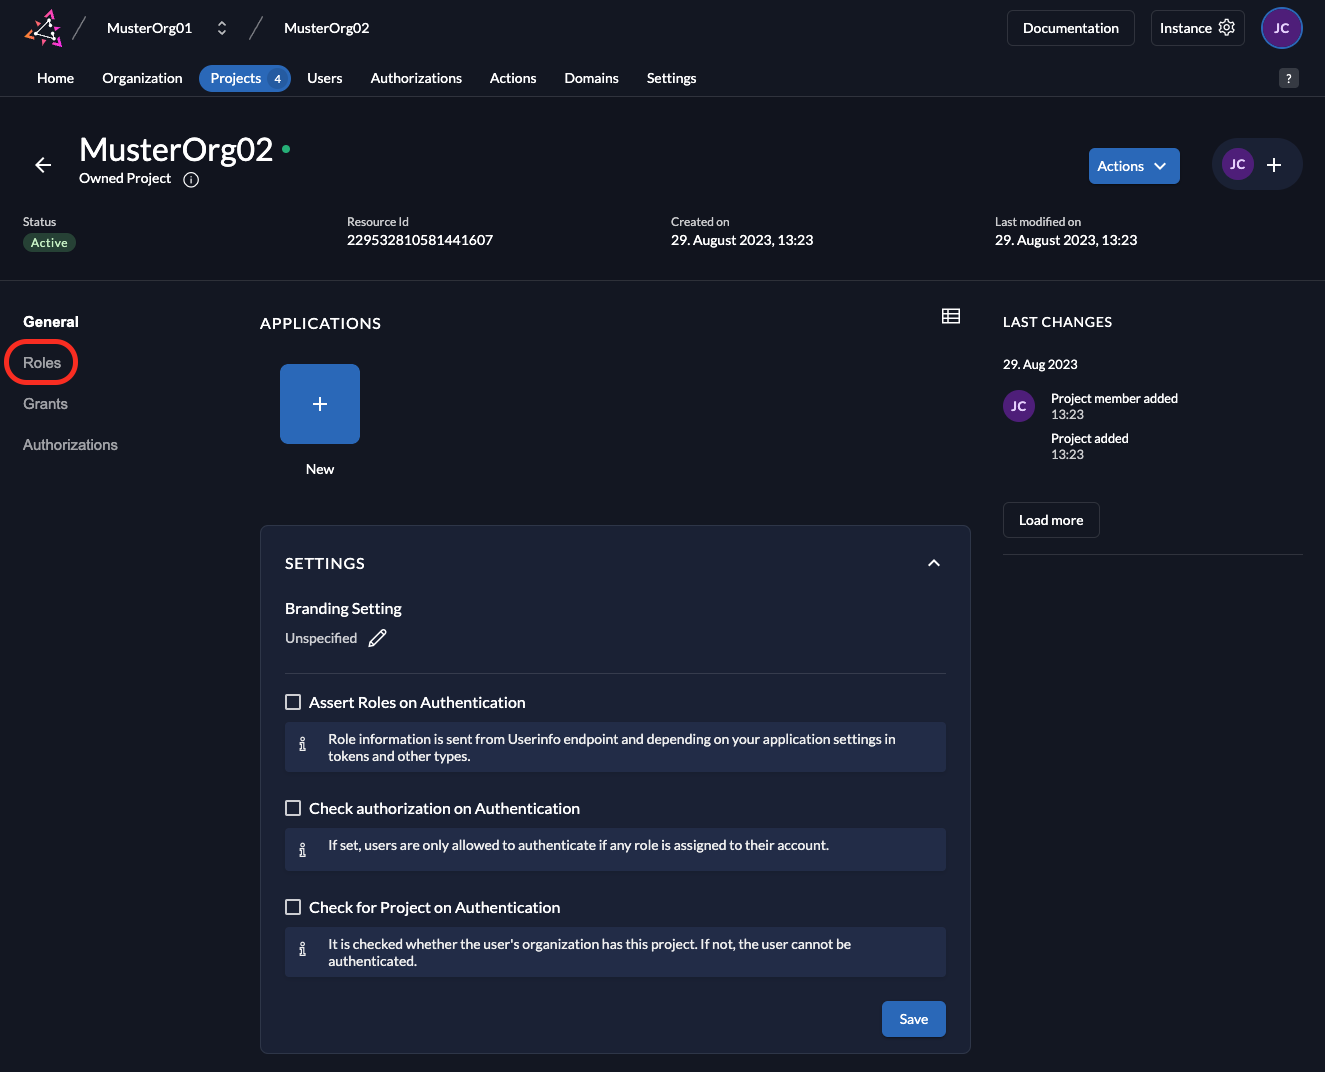 MusterOrg01
MusterOrg02
Documentation
Instance
JC
Home
Organization
Projects 4
Users
Authorizations
Actions
Domains
Settings
?
MusterOrg02
Owned Project
Actions
JC
Status
Active
Resource Id
229532810581441607
Created on
29. August 2023, 13:23
Last modified on
29. August 2023, 13:23
General
Roles
Grants
Authorizations
APPLICATIONS
New
SETTINGS
Branding Setting
Unspecified
Assert Roles on Authentication
Role information is sent from Userinfo endpoint and depending on your application settings in
tokens and other types.
Check authorization on Authentication
If set, users are only allowed to authenticate if any role is assigned to their account.
Check for Project on Authentication
It is checked whether the user's organization has this project. If not, the user cannot be
authenticated.
Save
LAST CHANGES
29. Aug 2023
JC
Project member added
13:23
Project added
13:23
Load more